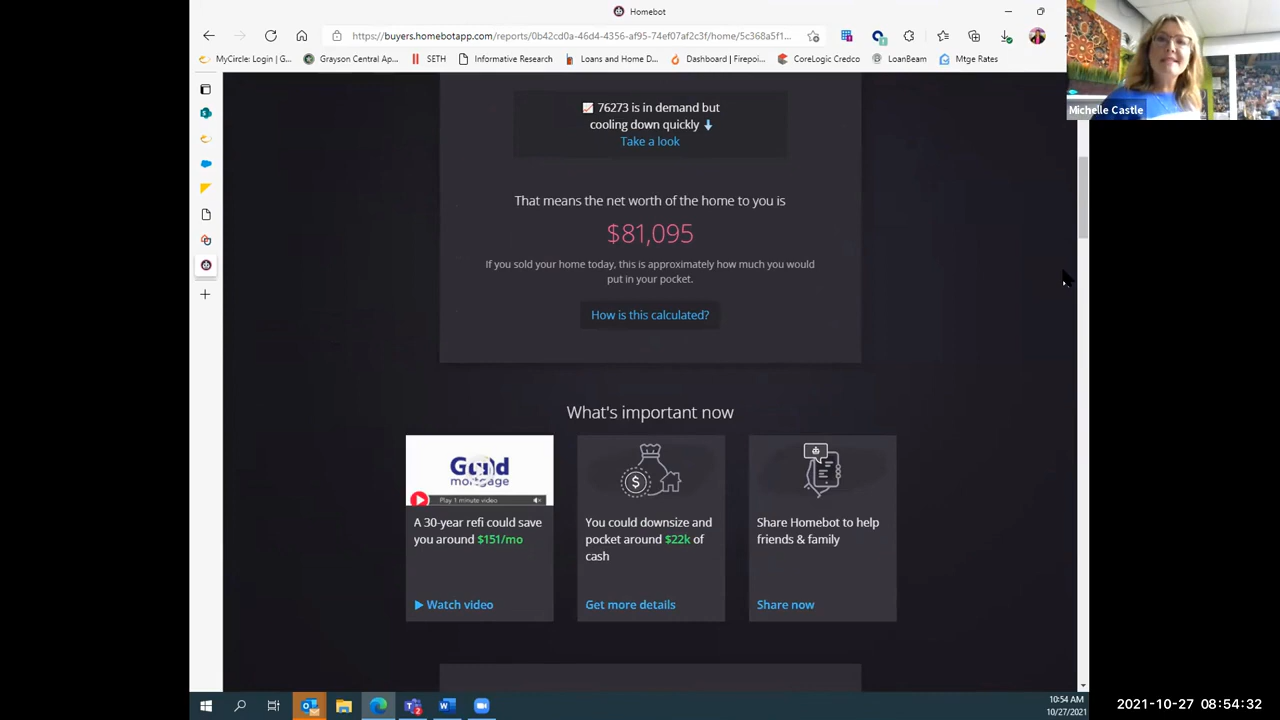 Homebot
https://buyers.homebotapp.com/reports/0b42cd0a-46d4-4356-af95-74ef07af2c3f/home/5c368a5f1...
MyCircle: Login | G...
Grayson Central Ap...
SETH
Informative Research
Loans and Home D...
Dashboard | Firepoi...
CoreLogic Credco
LoanBeam
Mtge Rates
Michelle Castle
76273 is in demand but
cooling down quickly
Take a look
That means the net worth of the home to you is
$81,095
If you sold your home today, this is approximately how much you would
put in your pocket.
How is this calculated?
What's important now
Guild
mortgage
Play 1 minute video
A 30-year refi could save
you around $151/mo
Watch video
You could downsize and
pocket around $22k of
cash
Get more details
Share Homebot to help
friends & family
Share now
10:54 AM
10/27/2021
2021-10-27 08:54:32